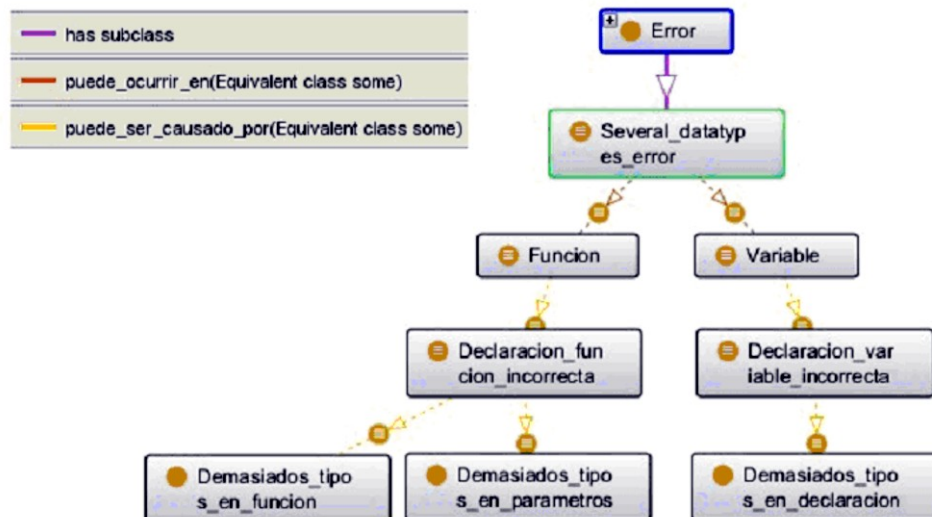 has subclass
puede_ocurrir_en(Equivalent class some)
puede_ser_causado_por(Equivalent class some)
Error
Several_datatyp
es_error
Funcion
Variable
Declaracion_fun
cion_incorrecta
Declaracion_var
iable_incorrecta
Demasiados_tipo
s_en_funcion
Demasiados_tipo
s_en_parametros
Demasiados_tipo
s_en_declaracion